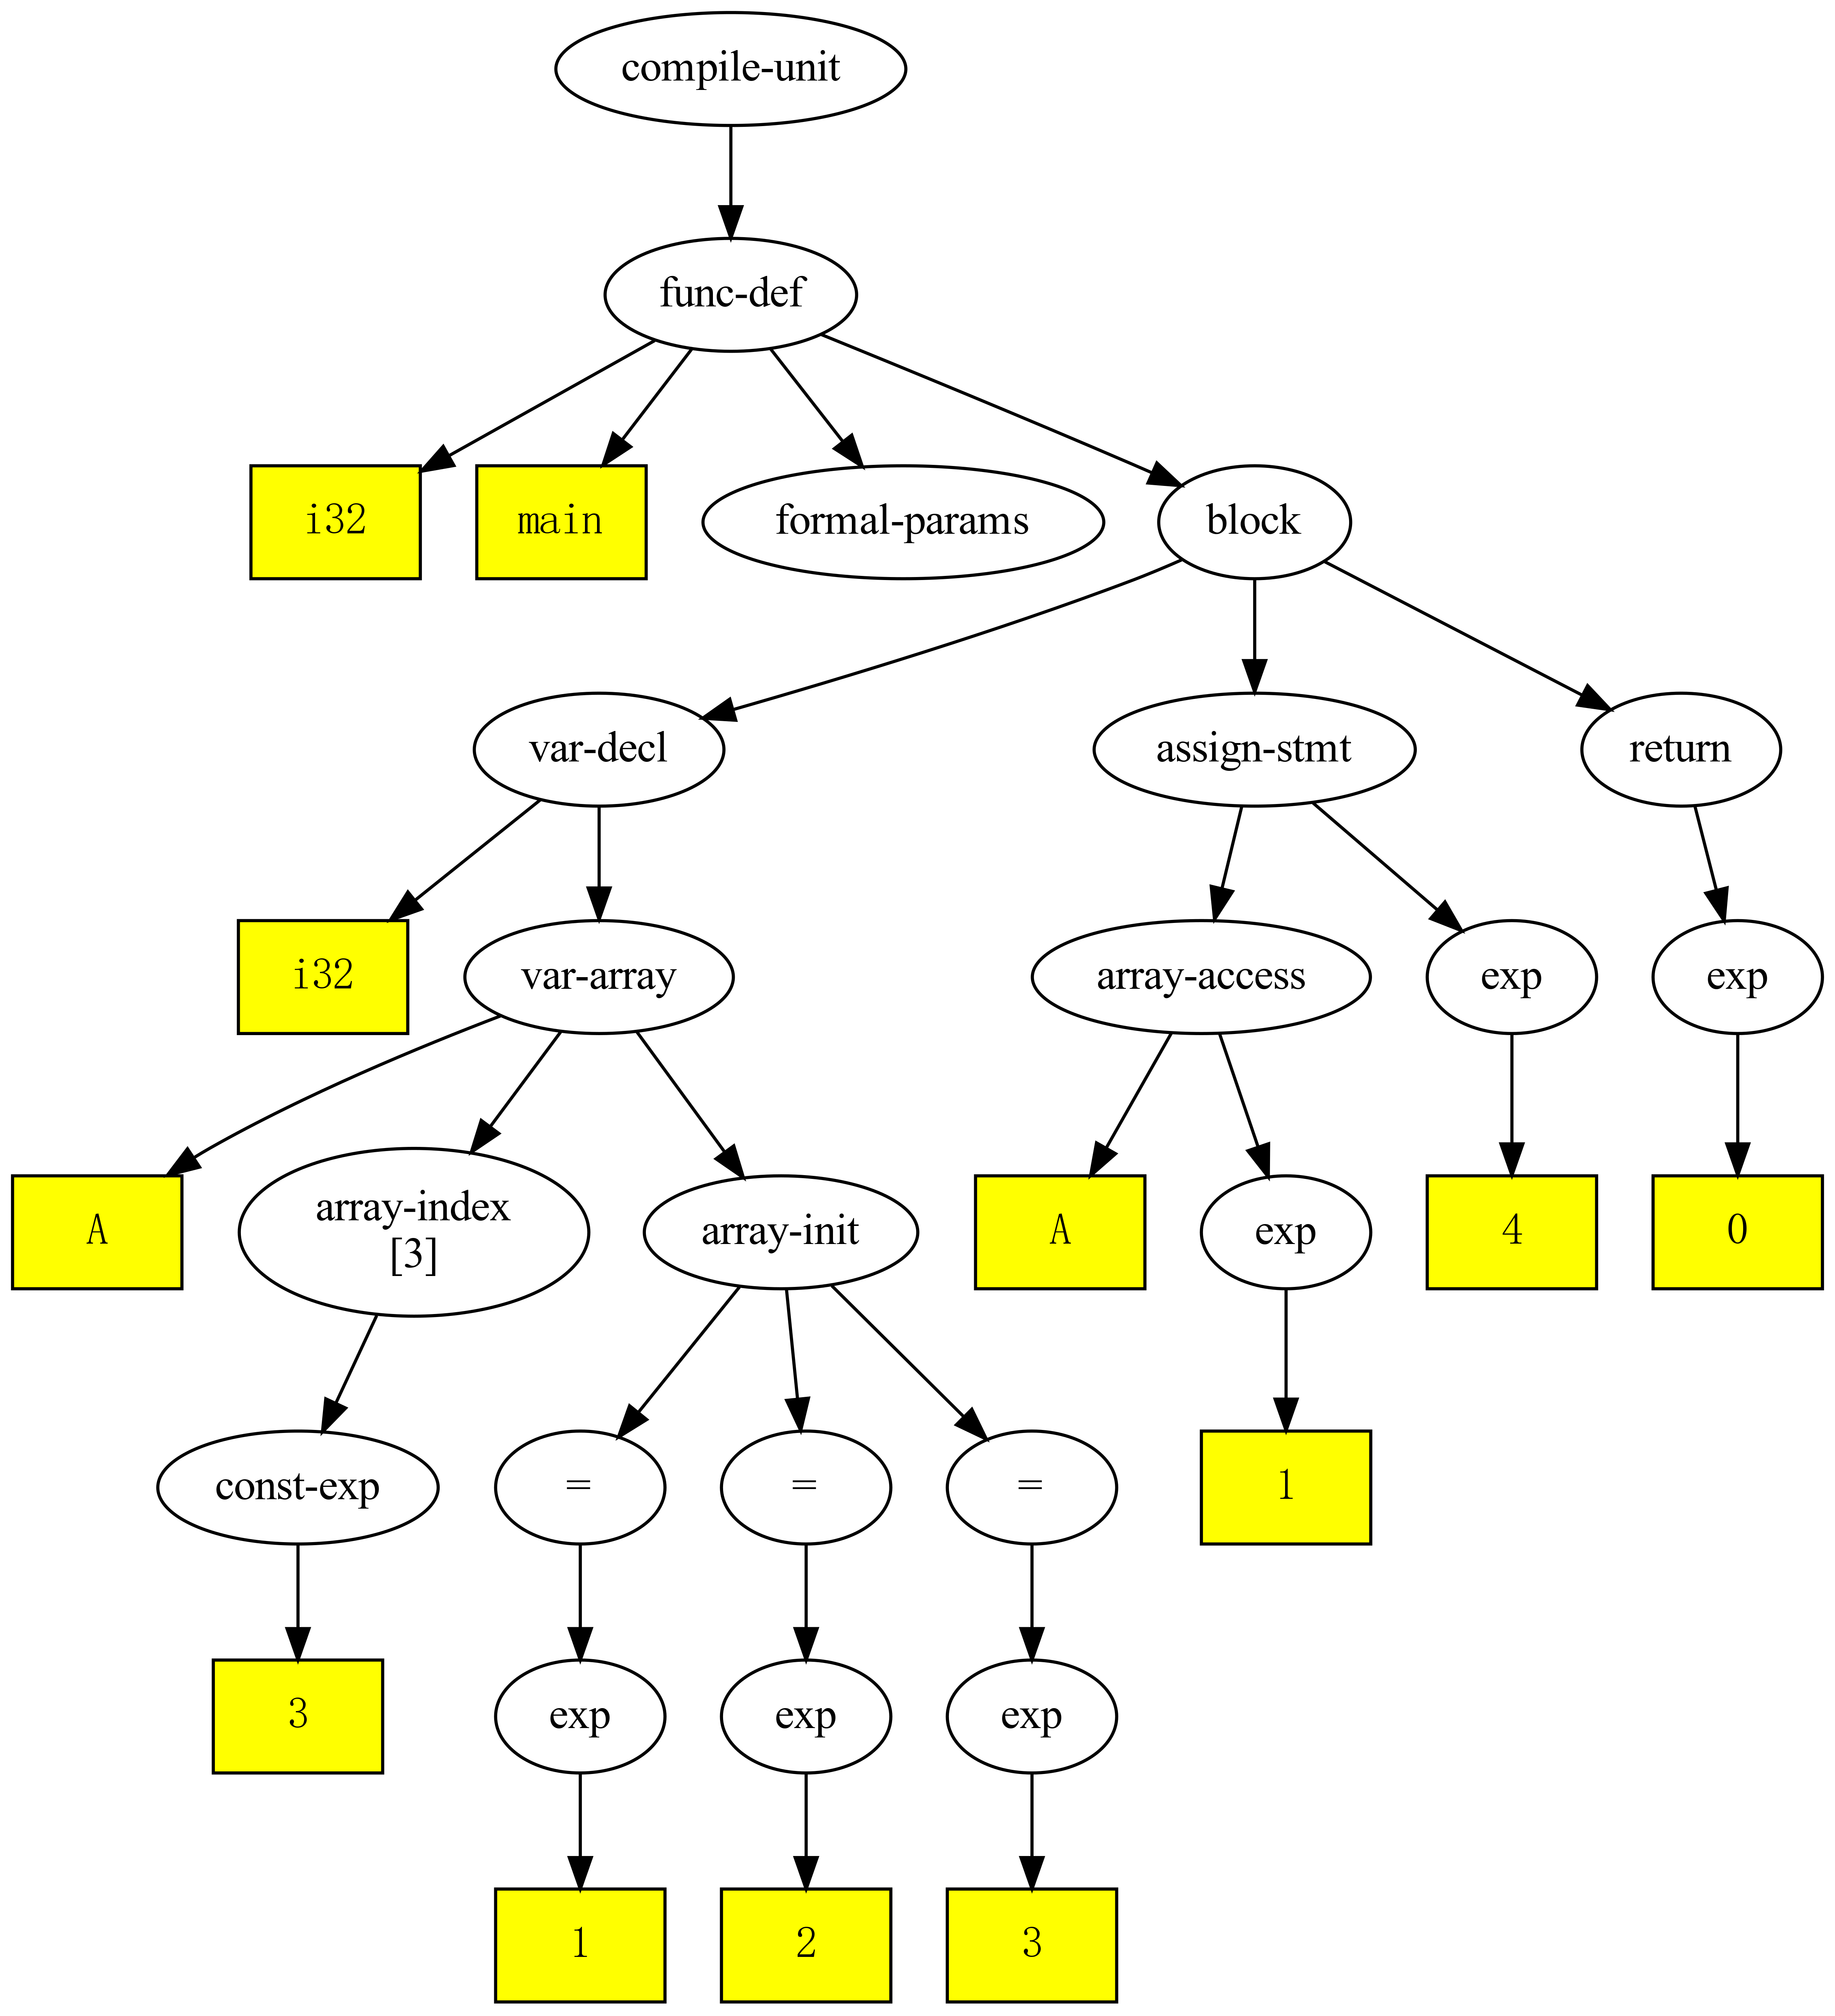 compile-unit
func-def
i32
main
formal-params
block
var-decl
assign-stmt
return
i32
var-array
array-access
exp
exp
A
array-index
[3]
array-init
A
exp
4
0
const-exp
=
=
=
1
3
exp
exp
exp
1
2
3